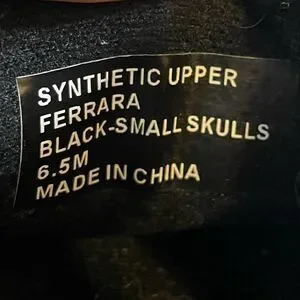 SYNTHETIC UPPER
FERRARA
BLACK-SMALL SKULLS
6.5M
MADE IN CHINA